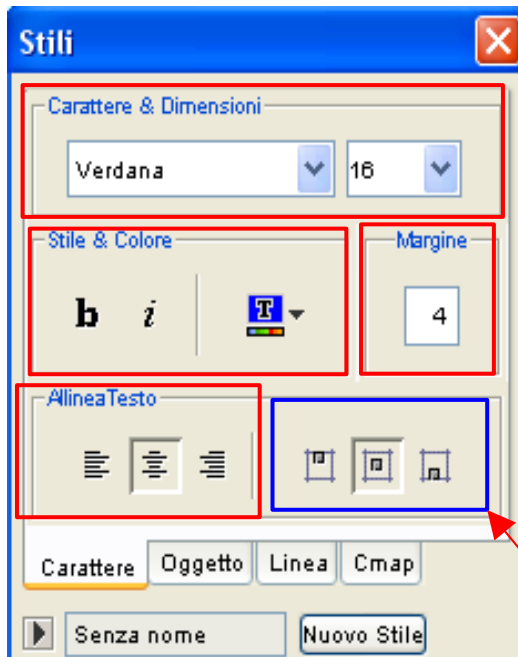 Stili
Carattere & Dimensioni
Verdana 16
Stile & Colore Margine
b i T 4
AllineaTesto
Carattere Oggetto Linea Cmap
Senza nome Nuovo Stile